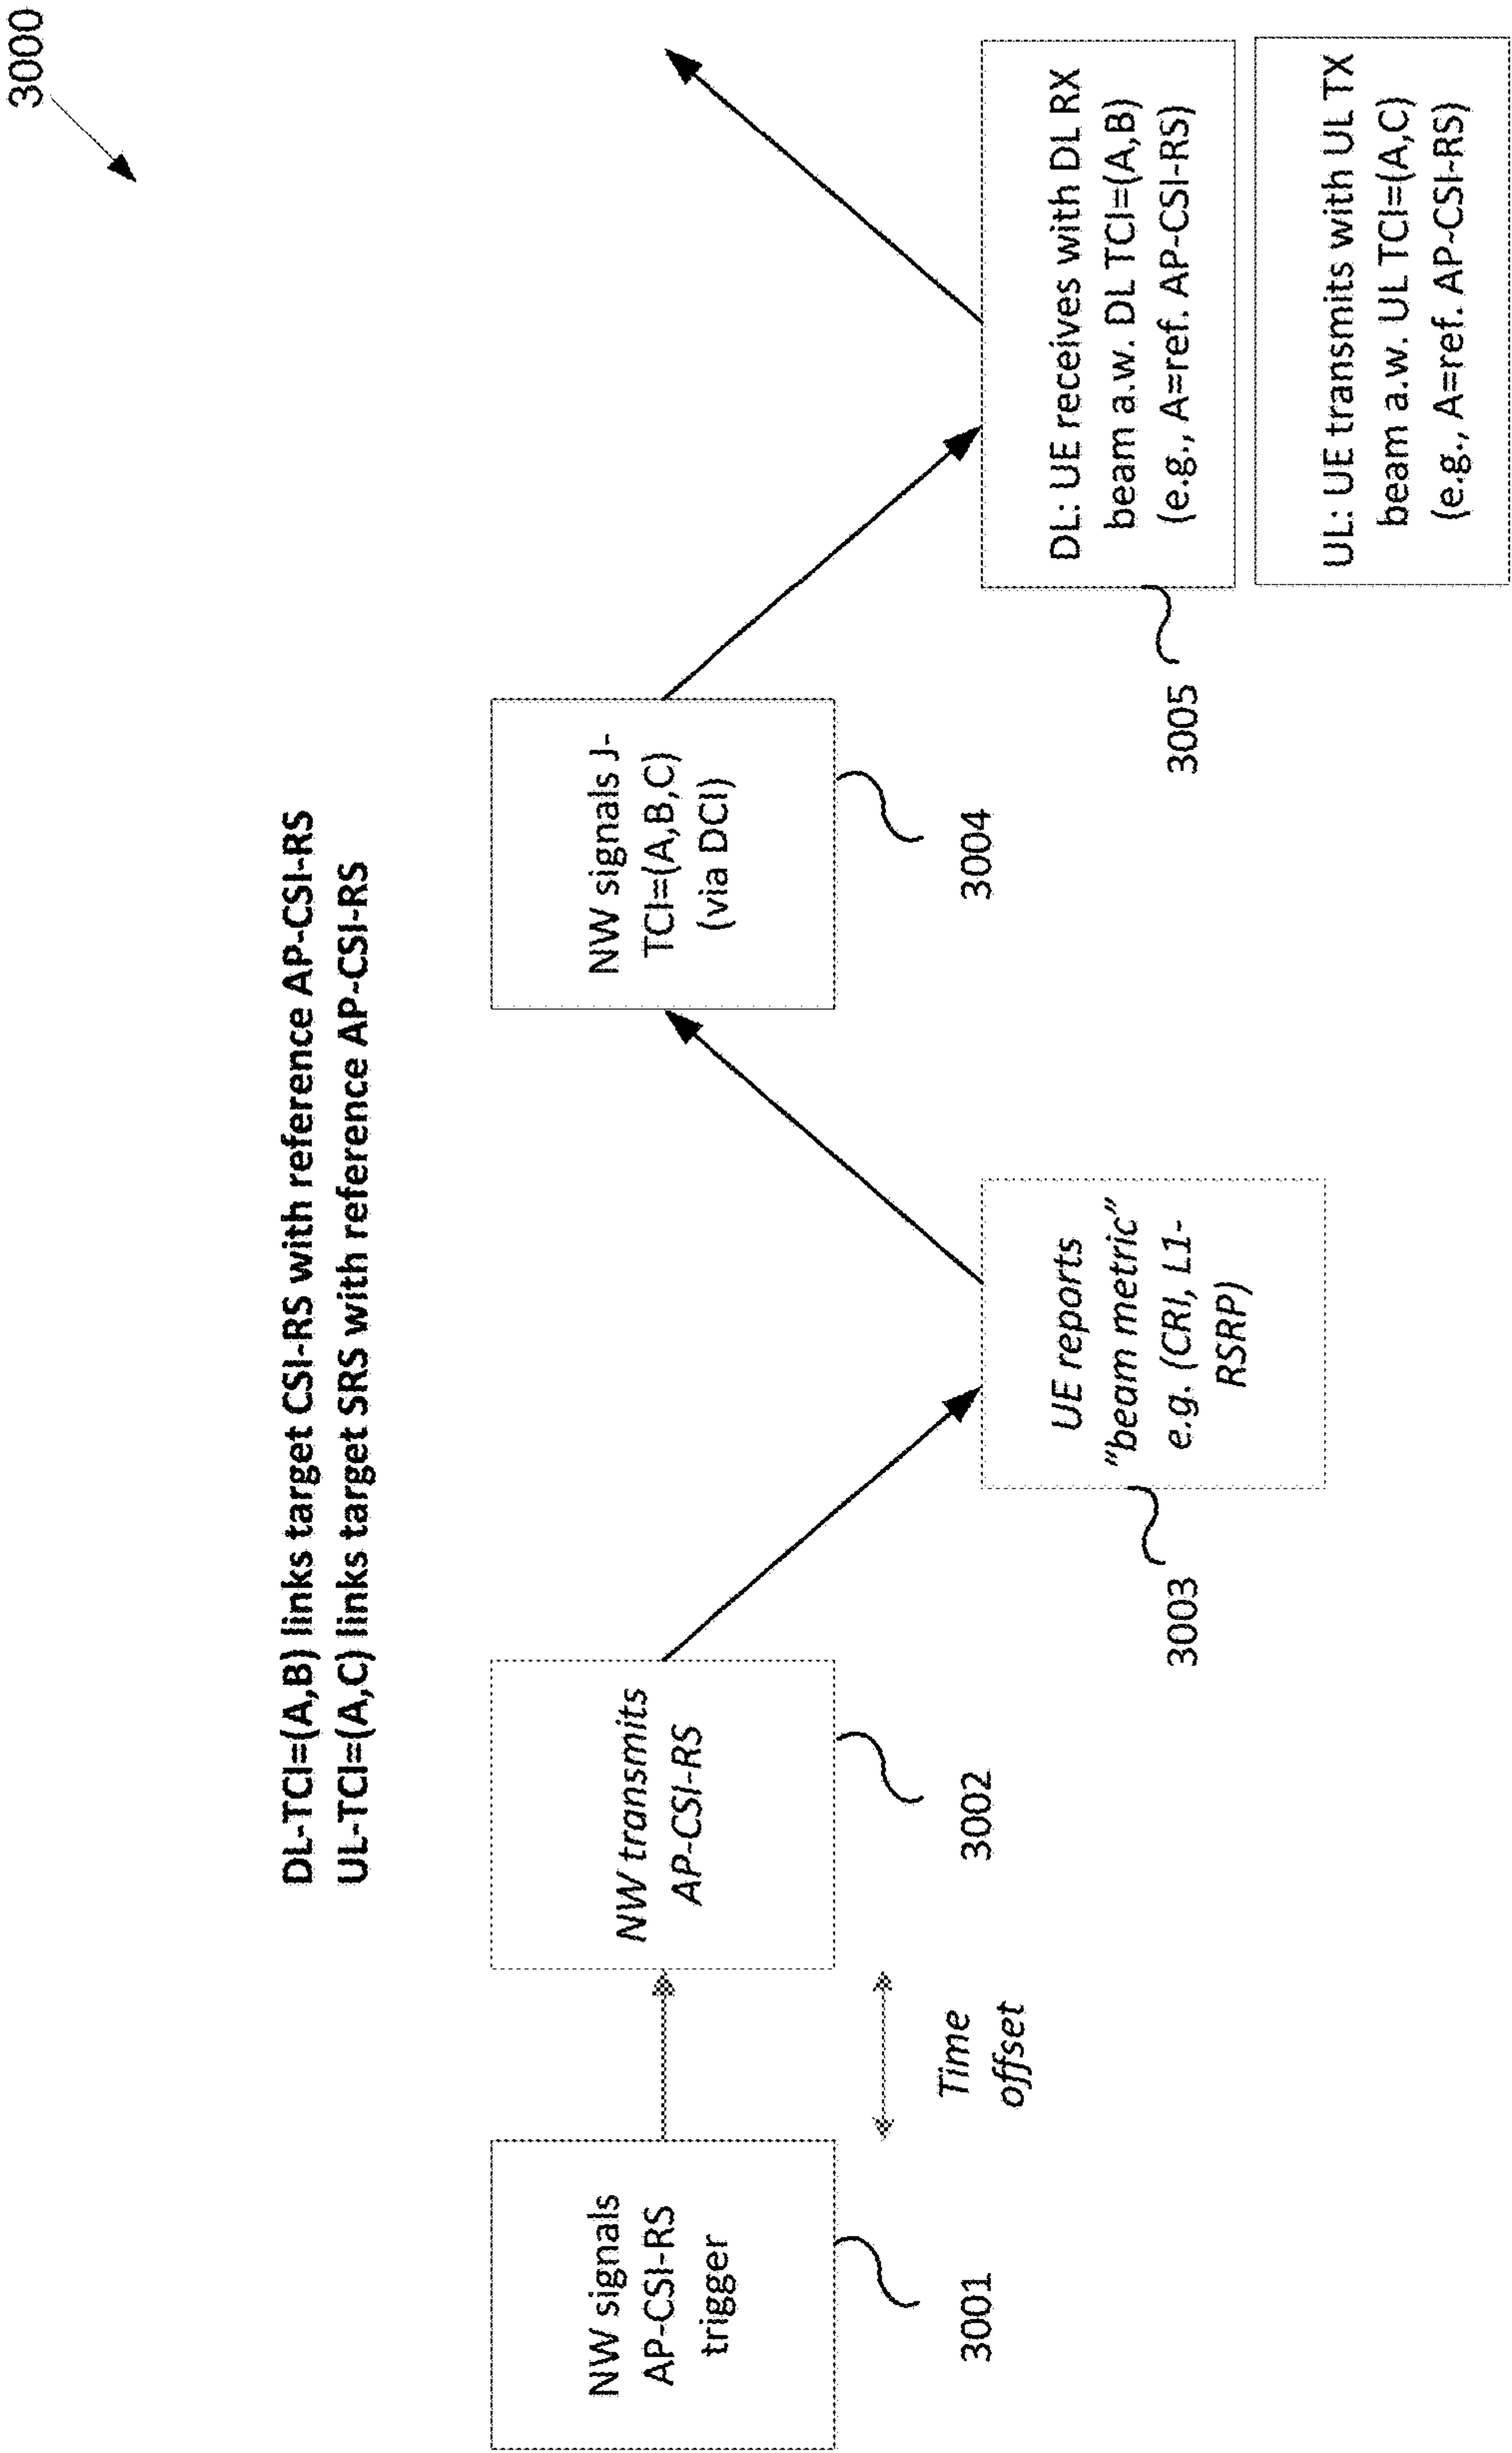 3000
DL-TCI=(A,B) links target CSI-RS with reference AP-CSI-RS
UL-TCI=(A,C) links target SRS with reference AP-CSI-RS
NW signals
AP-CSI-RS
trigger
3001
Time
offset
NW transmits
AP-CSI-RS
3002
UE reports
"beam metric"
e.g. (CRI, L1-
RSRP)
3003
NW signals J-
TCI=(A,B,C)
(via DCI)
3004
DL: UE receives with DL RX
beam a.w. DL TCI=(A,B)
(e.g., A=ref. AP-CSI-RS)
3005
UL: UE transmits with UL TX
beam a.w. UL TCI=(A,C)
(e.g., A=ref. AP-CSI-RS)